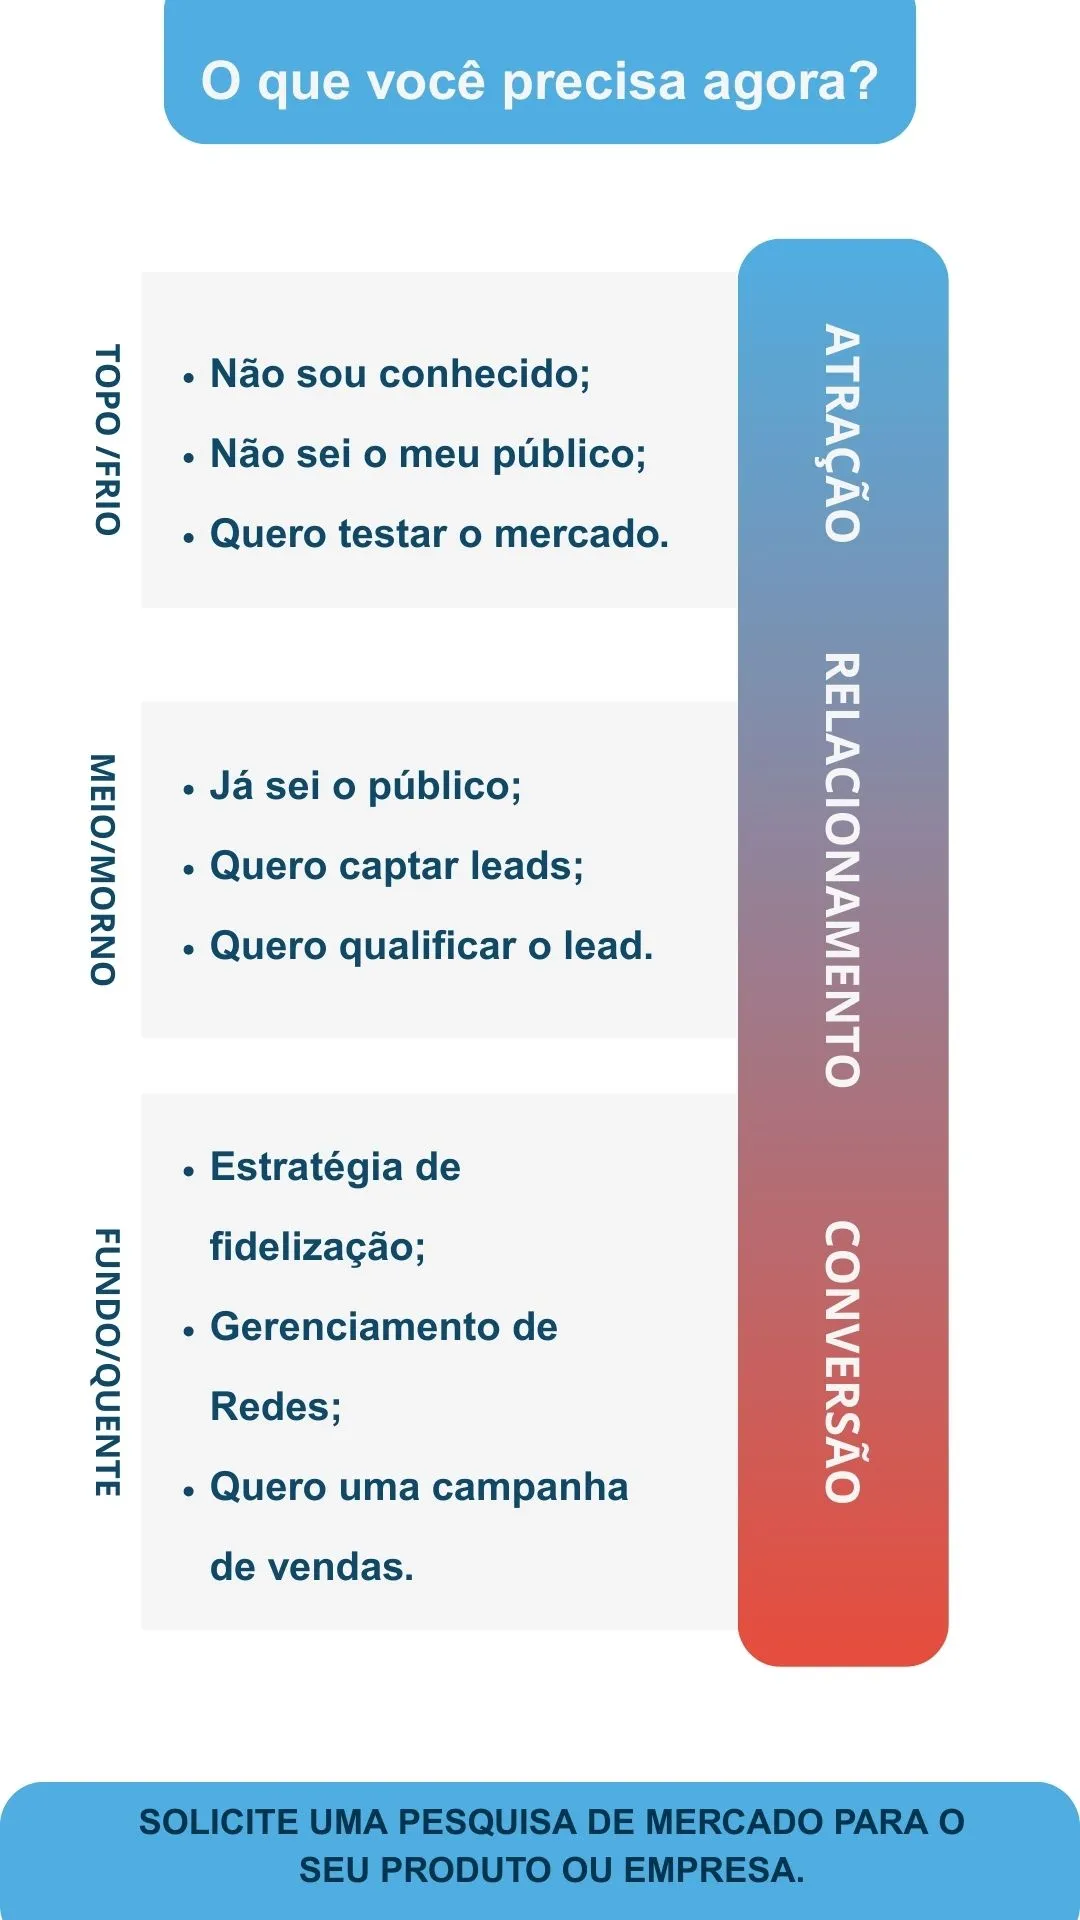 O que você precisa agora?
TOPO /FRIO
• Não sou conhecido;
• Não sei o meu público;
• Quero testar o mercado.
ATRAÇÃO
MEIO/MORNO
• Já sei o público;
• Quero captar leads;
• Quero qualificar o lead.
RELACIONAMENTO
FUNDO/QUENTE
• Estratégia de
fidelização;
• Gerenciamento de
Redes;
• Quero uma campanha
de vendas.
CONVERSÃO
SOLICITE UMA PESQUISA DE MERCADO PARA O
SEU PRODUTO OU EMPRESA.